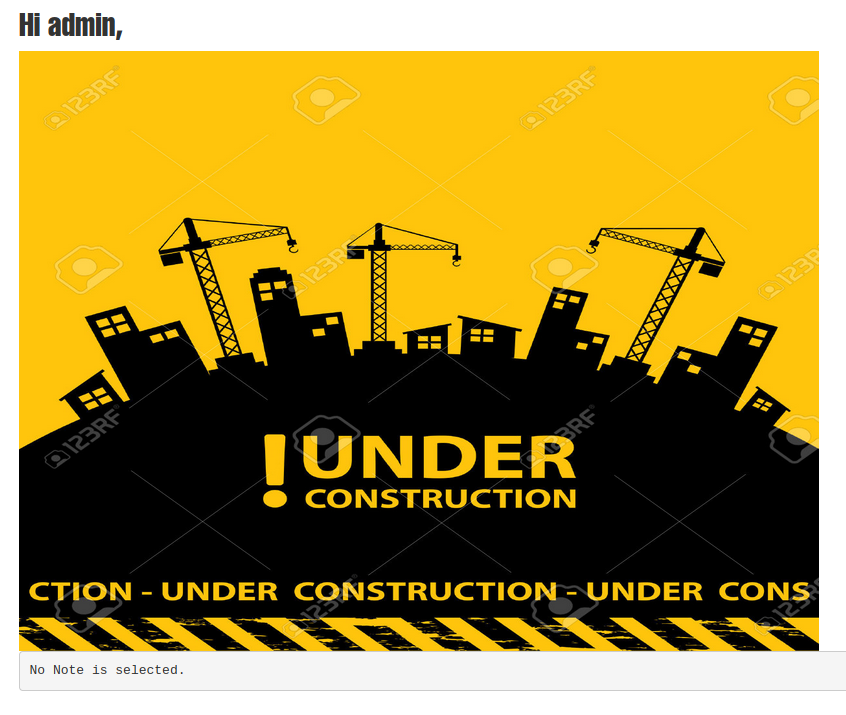 Hi admin,
123RF
123RF
123RF
123RF
123RF
123RF
! UNDER
CONSTRUCTION
CTION - UNDER CONSTRUCTION - UNDER CONS
123RF
123RF
No Note is selected.